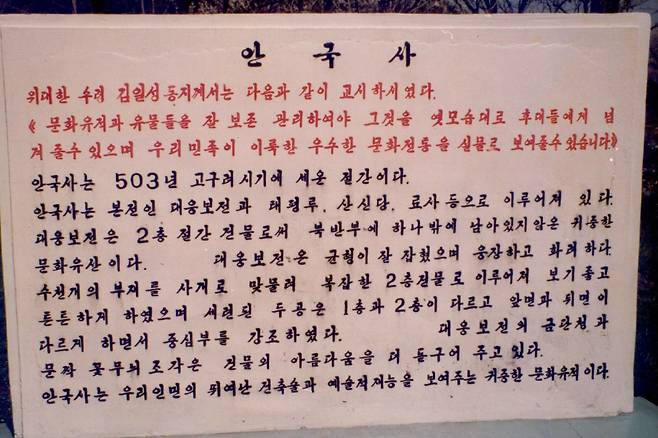 안 국 사
위대한 수령 김일성동지께서는 다음과 같이 교시하시였다.
《 문화유적과 유물들을 잘 보존 관리하여야 그것을 옛모습대로 후대들에게 넘
겨 줄수 있으며 우리 민족이 이룩한 우수한 문화전통을 실물로 보여줄수 있습니다》
안국사는 503년 고구려시기에 세운 절간이다.
안국사는 본전인 대웅보전과 태평루, 산신당, 료사 등으로 이루어져 있다.
대웅보전은 2층 절간 건물로써 북반부에 하나밖에 남아있지 않은 귀중한
문화유산이다. 대웅보전은 균형이 잘 잡혔으며 웅장하고 화려하다.
수천개의 부재를 사개로 맞물려 복잡한 2층건물로 이루어져 보기좋고
튼튼하게 하였으며 세련된 두공은 1층과 2층이 다르고 앞면과 뒤면이
다르게 하면서 중심부를 강조하였다. 대웅보전의 금단청과
문짝 꽃무늬조각은 건물의 아름다움을 더 돋구어 주고있다.
안국사는 우리인민의 뛰여난 건축술과 예술적재능을 보여주는 귀중한 문화유적이다.